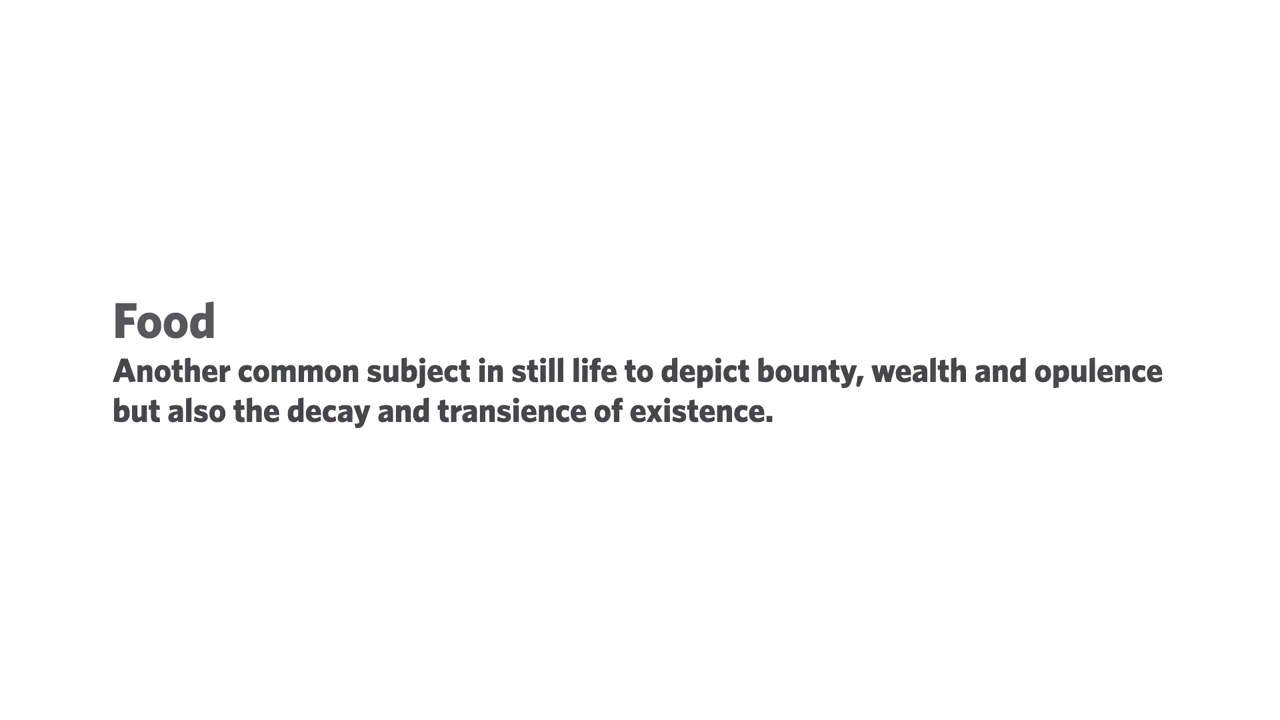 Food
Another common subject in still life to depict bounty, wealth and opulence
but also the decay and transience of existence.